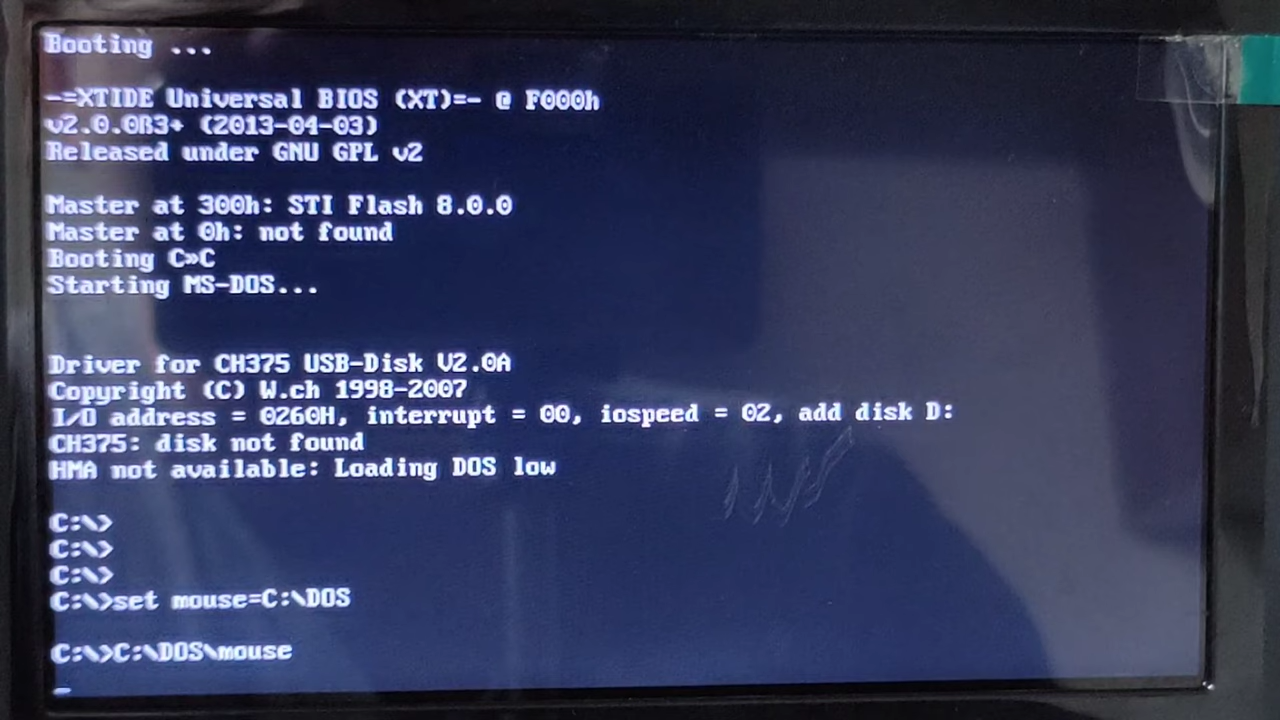 Booting ...
-=XTIDE Universal BIOS (XT)=- @ F000h
v2.0.0ß3+ (2013-04-03)
Released under GNU GPL v2
Master at 300h: STI Flash 8.0.0
Master at 0h: not found
Booting C»C
Starting MS-DOS...
Driver for CH375 USB-Disk V2.0A
Copyright (C) W.ch 1998-2007
I/O address = 0260H, interrupt = 00, iospeed = 02, add disk D:
CH375: disk not found
HMA not available: Loading DOS low
C:\>
C:\>
C:\>
C:\>set mouse=C:\DOS
C:\>C:\DOS\mouse